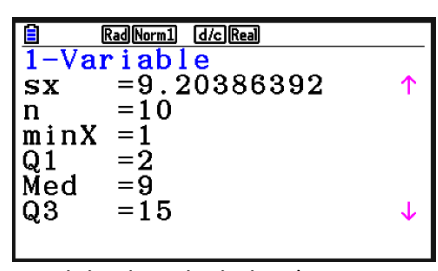 Rad Norm1 d/c Real
1-Variable
sx =9.20386392
n =10
minX =1
Q1 =2
Med =9
Q3 =15